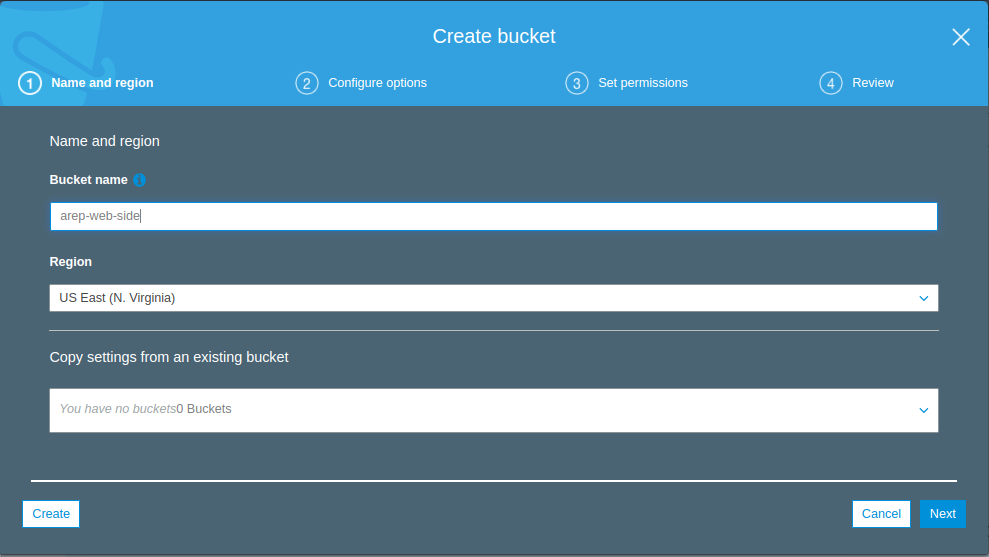 Create bucket
1 Name and region 2 Configure options 3 Set permissions 4 Review
Name and region
Bucket name i
arep-web-side
Region
US East (N. Virginia)
Copy settings from an existing bucket
You have no buckets0 Buckets
Create Cancel Next